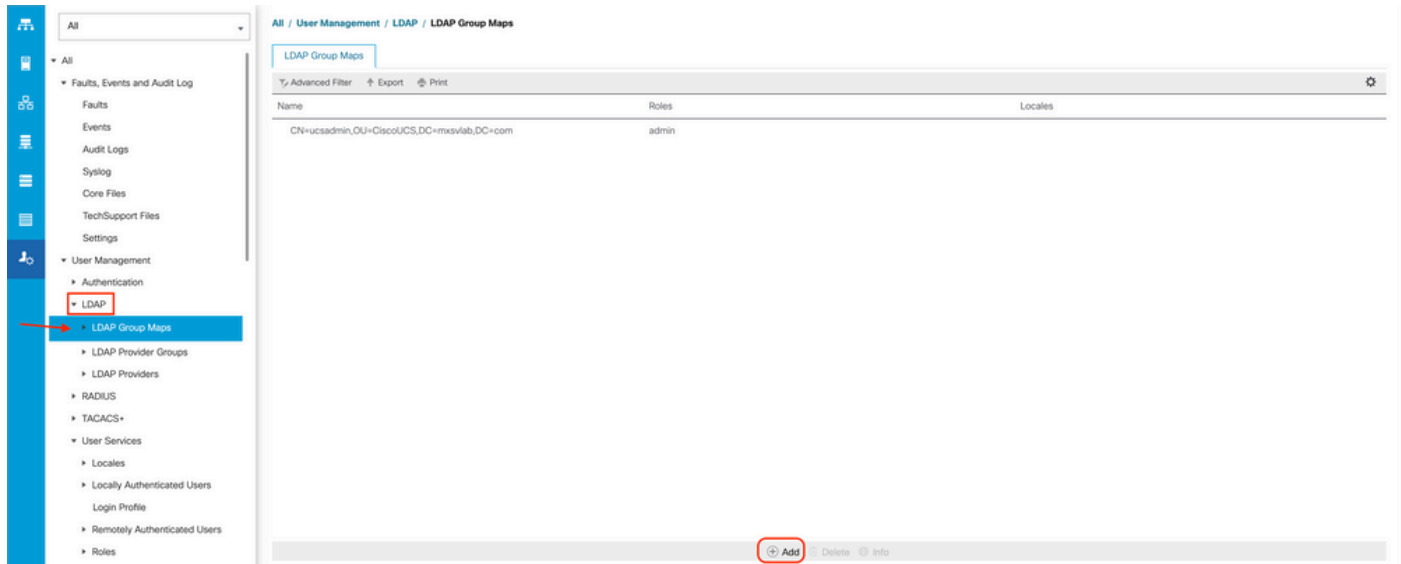 All
All
Faults, Events and Audit Log
Faults
Events
Audit Logs
Syslog
Core Files
TechSupport Files
Settings
User Management
Authentication
LDAP
LDAP Group Maps
LDAP Provider Groups
LDAP Providers
RADIUS
TACACS+
User Services
Locales
Locally Authenticated Users
Login Profile
Remotely Authenticated Users
Roles
All / User Management / LDAP / LDAP Group Maps
LDAP Group Maps
Advanced Filter Export Print
Name Roles Locales
CN=ucsadmin,OU=CiscoUCS,DC=mxsvlab,DC=com admin
Add Delete Info